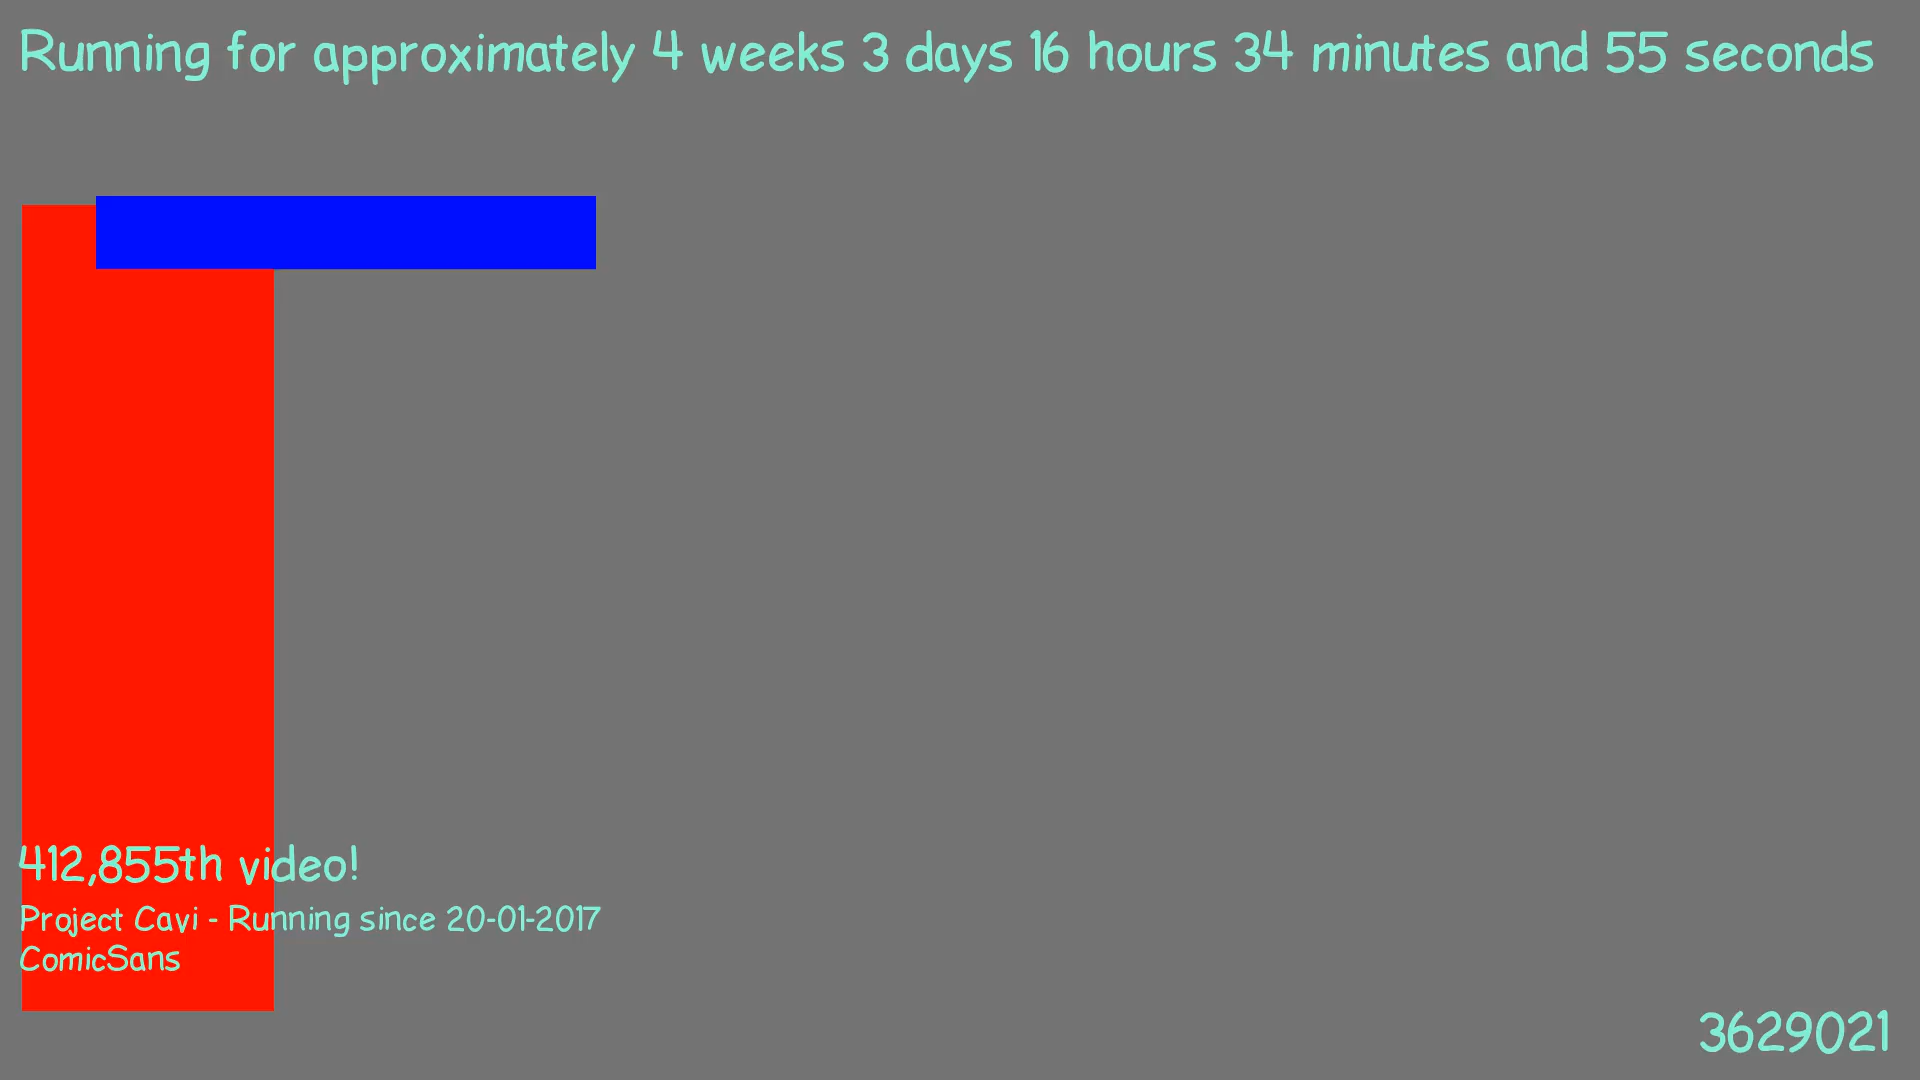 Running for approximately 4 weeks 3 days 16 hours 34 minutes and 55 seconds
412,855th video!
Project Cavi - Running since 20-01-2017
ComicSans
3629021